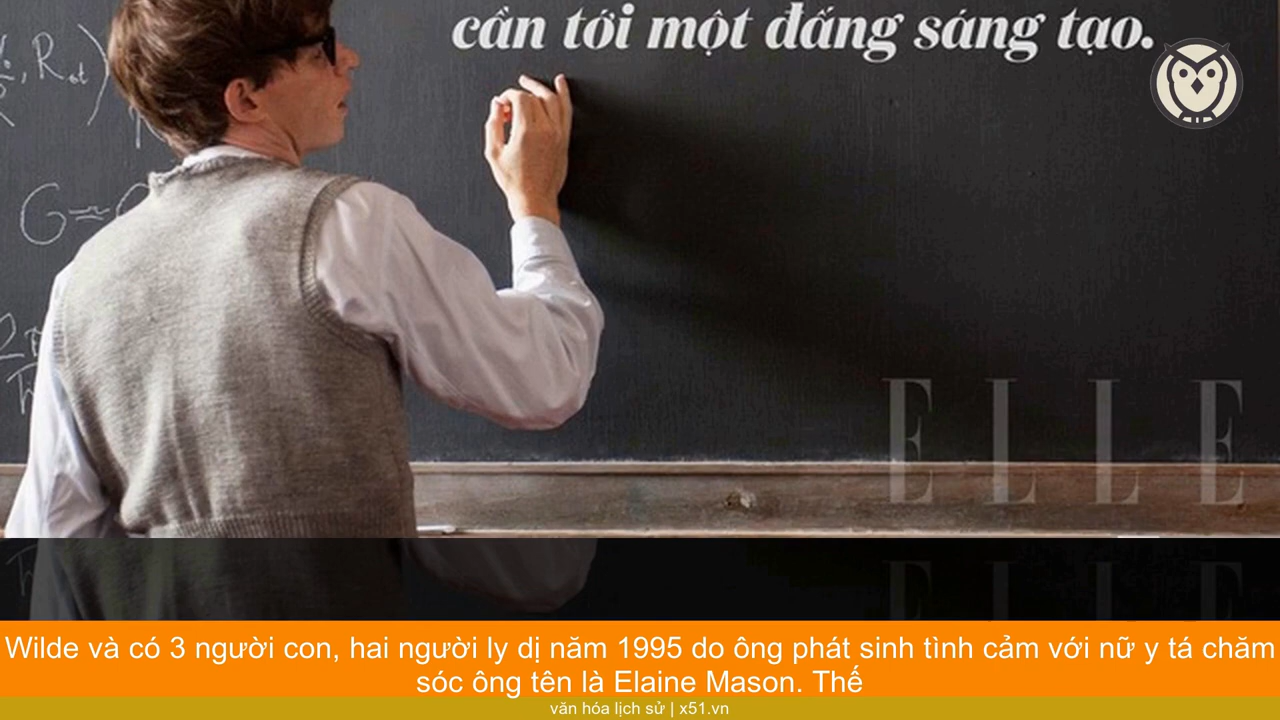 cần tới một đấng sáng tạo.
, R
G=
E L L E
Wilde và có 3 người con, hai người ly dị năm 1995 do ông phát sinh tình cảm với nữ y tá chăm
sóc ông tên là Elaine Mason. Thế
văn hóa lịch sử | x51.vn